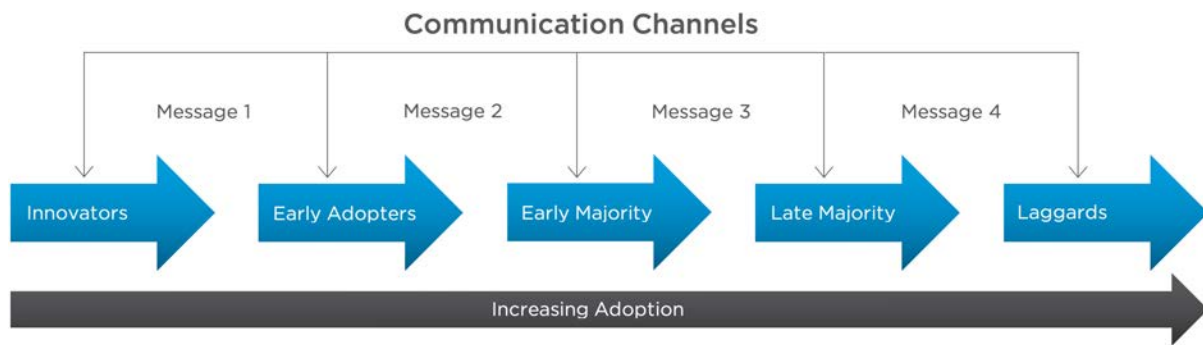 Communication Channels
Message 1
Message 2
Message 3
Message 4
Innovators
Early Adopters
Early Majority
Late Majority
Laggards
Increasing Adoption